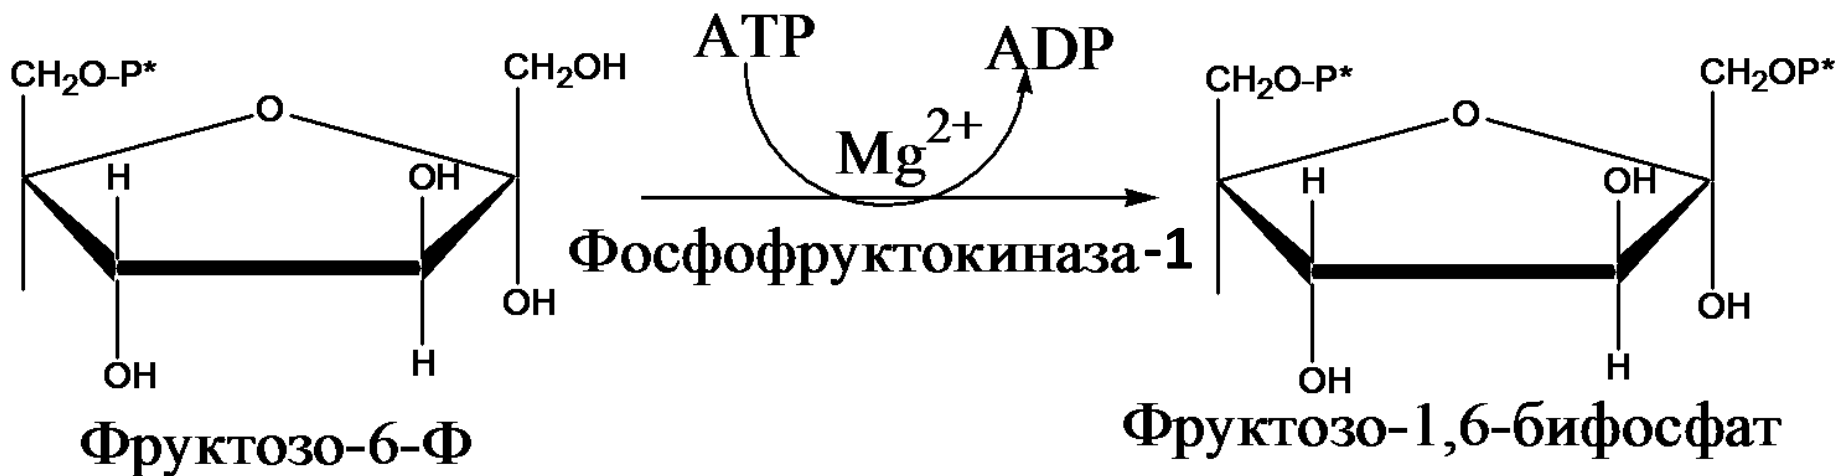 ATP
ADP
CH₂O-P*
CH₂OH
CH₂O-P*
CH₂OP*
O
O
Mg²⁺
H
OH
H
OH
Фосфофруктокиназа-1
OH
OH
H
H
OH
OH
Фруктозо-6-Ф
Фруктозо-1,6-бифосфат